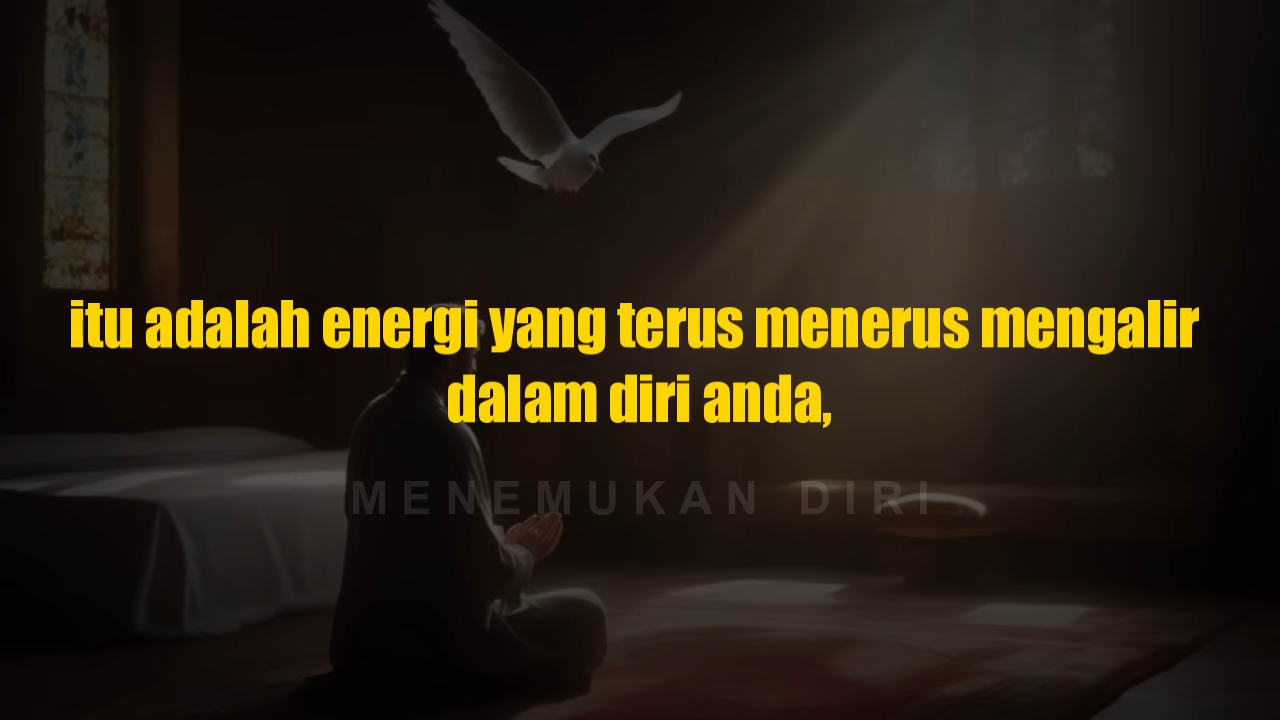 itu adalah energi yang terus menerus mengalir
dalam diri anda,
MENEMUKAN DIRI